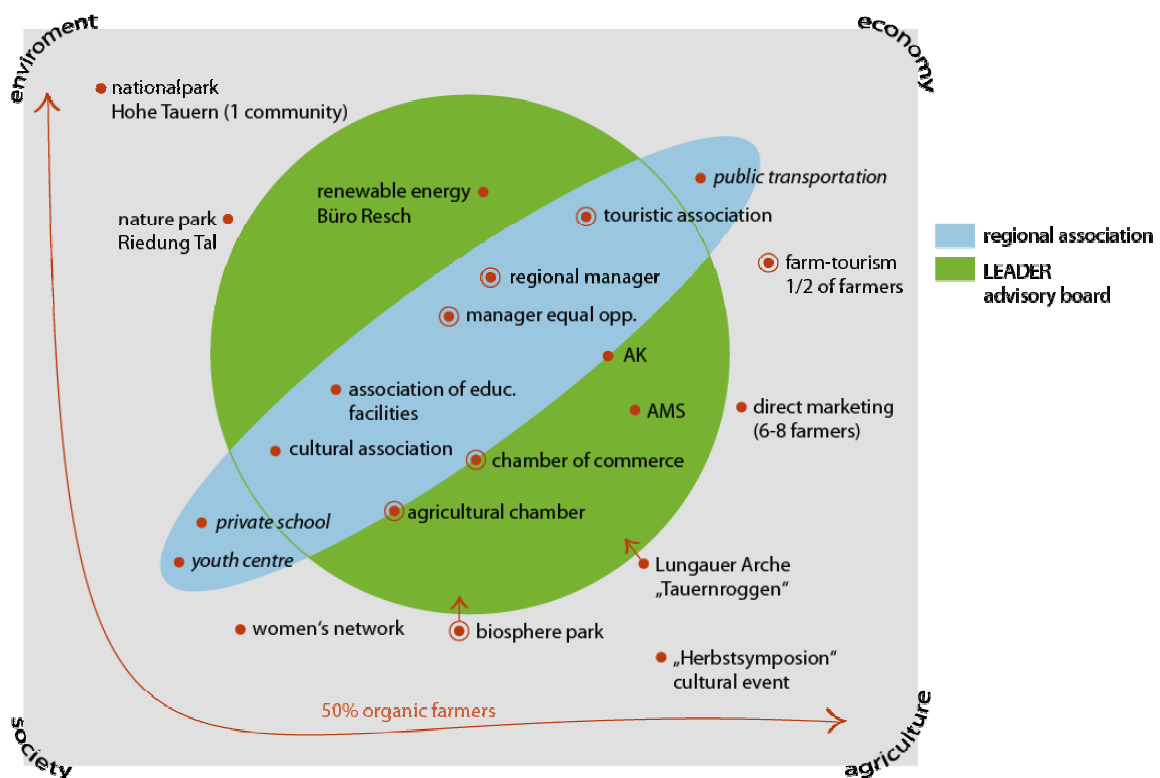 enviroment
economy
nationalpark
Hohe Tauern (1 community)
public transportation
renewable energy
Büro Resch
touristic association
nature park
Riedung Tal
regional association
farm-tourism
1/2 of farmers
LEADER
advisory board
regional manager
manager equal opp.
AK
association of educ.
facilities
AMS
direct marketing
(6-8 farmers)
cultural association
chamber of commerce
agricultural chamber
private school
youth centre
Lungauer Arche
„Tauernroggen“
women‘s network
biosphere park
„Herbstsymposion“
cultural event
50% organic farmers
society
agriculture